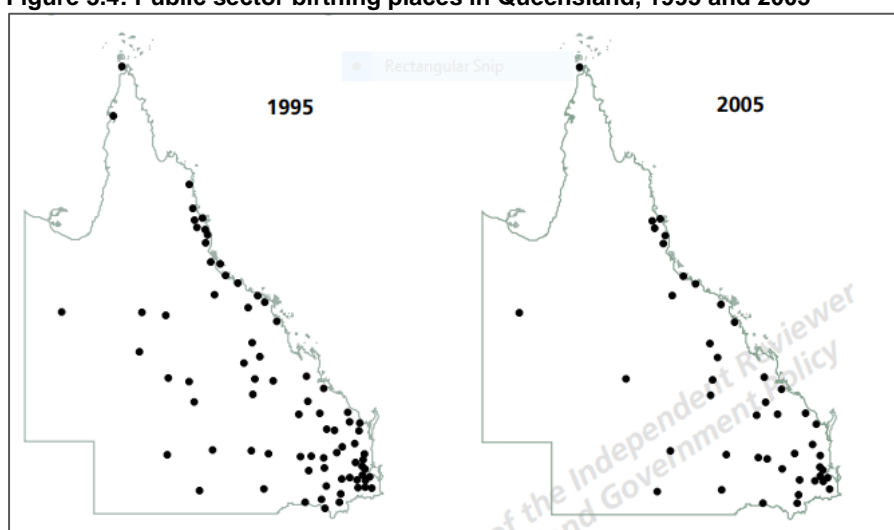 Figure 3.4: Public sector birthing places in Queensland, 1995 and 2005
Rectangular Snip
1995
2005
of the Independent Reviewer
and Government Policy